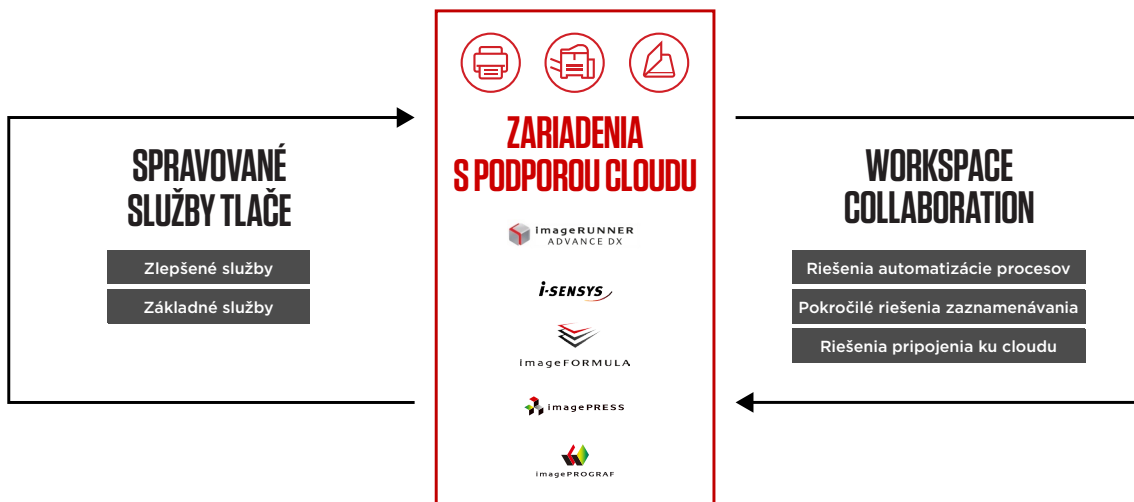 SPRAVOVANÉ
SLUŽBY TLAČE
Zlepšené služby
Základné služby
ZARIADENIA
S PODPOROU CLOUDU
imageRUNNER
ADVANCE DX
i-SENSYS
imageFORMULA
imagePRESS
imagePROGRAF
WORKSPACE
COLLABORATION
Riešenia automatizácie procesov
Pokročilé riešenia zaznamenávania
Riešenia pripojenia ku cloudu